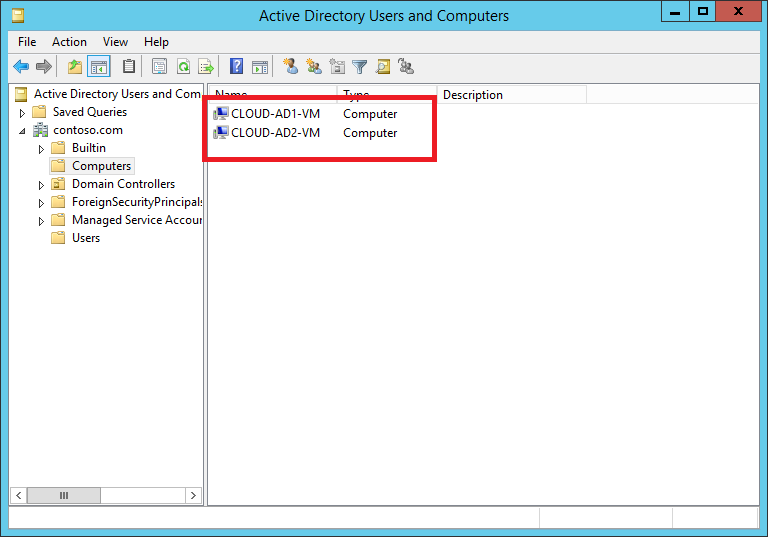 Active Directory Users and Computers
File Action View Help
Active Directory Users and Com
Saved Queries
contoso.com
Builtin
Computers
Domain Controllers
ForeignSecurityPrincipals
Managed Service Accour
Users
Name Type Description
CLOUD-AD1-VM Computer
CLOUD-AD2-VM Computer